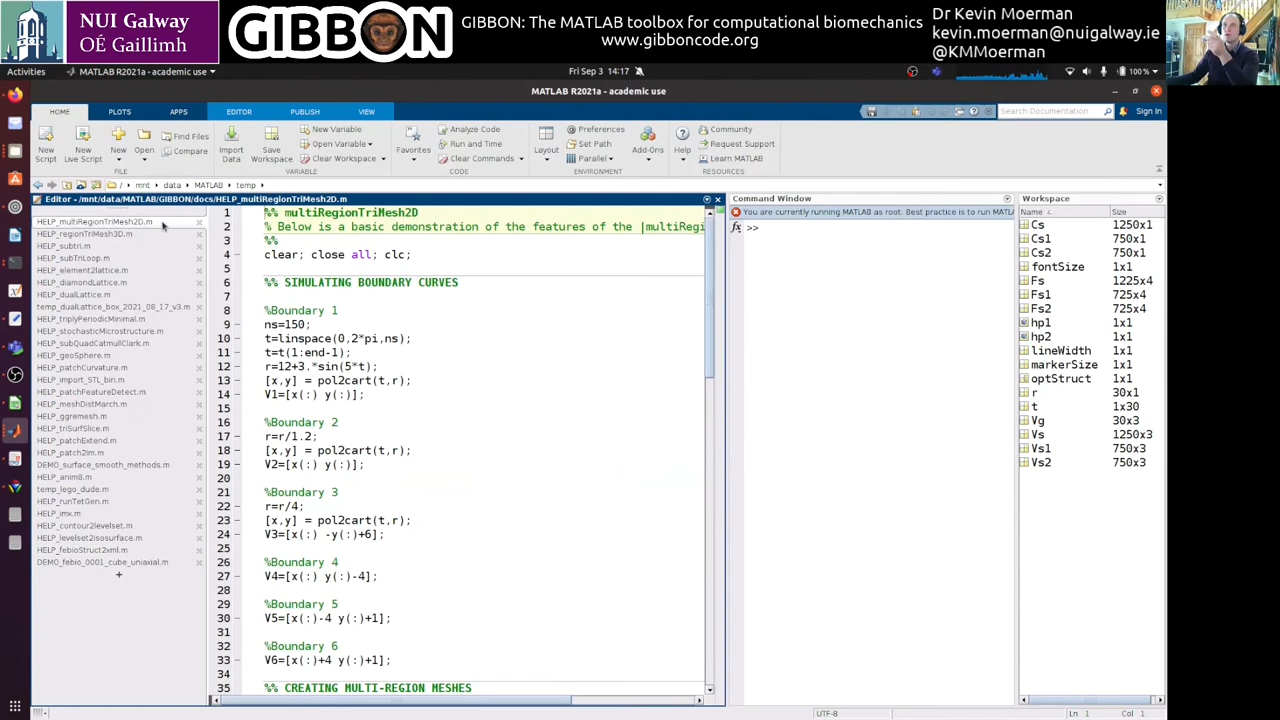 NUI Galway
OÉ Gaillimh
GIBBON
GIBBON: The MATLAB toolbox for computational biomechanics
www.gibboncode.org
Dr Kevin Moerman
kevin.moerman@nuigalway.ie
@KMMoerman
Activities
MATLAB R2021a - academic use
Fri Sep 3 14:17
100 %
MATLAB R2021a - academic use
HOME
PLOTS
APPS
EDITOR
PUBLISH
VIEW
Search Documentation
Sign In
New Script
New Live Script
New
Open
Find Files
Compare
Import Data
Save Workspace
New Variable
Open Variable
Clear Workspace
Favorites
Analyze Code
Run and Time
Clear Commands
Layout
Preferences
Set Path
Parallel
Add-Ons
Help
Community
Request Support
Learn MATLAB
FILE
VARIABLE
CODE
ENVIRONMENT
RESOURCES
/ mnt data MATLAB temp
Editor - /mnt/data/MATLAB/GIBBON/docs/HELP_multiRegionTriMesh2D.m
HELP_multiRegionTriMesh2D.m
HELP_regionTriMesh3D.m
HELP_subtri.m
HELP_subTriLoop.m
HELP_element2lattice.m
HELP_diamondLattice.m
HELP_dualLattice.m
temp_dualLattice_box_2021_08_17_v3.m
HELP_triplyPeriodicMinimal.m
HELP_stochasticMicrostructure.m
HELP_subQuadCatmullClark.m
HELP_geoSphere.m
HELP_patchCurvature.m
HELP_import_STL_bin.m
HELP_patchFeatureDetect.m
HELP_meshDistMarch.m
HELP_ggremesh.m
HELP_triSurfSlice.m
HELP_patchExtend.m
HELP_patch2im.m
DEMO_surface_smooth_methods.m
HELP_anim8.m
temp_lego_dude.m
HELP_runTetGen.m
HELP_imx.m
HELP_contour2levelset.m
HELP_levelset2isosurface.m
HELP_febioStruct2xml.m
DEMO_febio_0001_cube_uniaxial.m
+
1 %% multiRegionTriMesh2D
2 % Below is a basic demonstration of the features of the |multiRegi
3 %%
4 clear; close all; clc;
5
6 %% SIMULATING BOUNDARY CURVES
7
8 %Boundary 1
9 ns=150;
10 t=linspace(0,2*pi,ns);
11 t=t(1:end-1);
12 r=12+3.*sin(5*t);
13 [x,y] = pol2cart(t,r);
14 V1=[x(:) y(:)];
15
16 %Boundary 2
17 r=r/1.2;
18 [x,y] = pol2cart(t,r);
19 V2=[x(:) y(:)];
20
21 %Boundary 3
22 r=r/4;
23 [x,y] = pol2cart(t,r);
24 V3=[x(:) -y(:)+6];
25
26 %Boundary 4
27 V4=[x(:) y(:)-4];
28
29 %Boundary 5
30 V5=[x(:)-4 y(:)+1];
31
32 %Boundary 6
33 V6=[x(:)+4 y(:)+1];
34
35 %% CREATING MULTI-REGION MESHES
Command Window
You are currently running MATLAB as root. Best practice is to run MATL
fx >>
Workspace
Name Size
Cs 1250x1
Cs1 750x1
Cs2 750x1
fontSize 1x1
Fs 1225x4
Fs1 725x4
Fs2 725x4
hp1 1x1
hp2 1x1
lineWidth 1x1
markerSize 1x1
optStruct 1x1
r 30x1
t 1x30
Vg 30x3
Vs 1250x3
Vs1 750x3
Vs2 750x3
UTF-8
Ln 1 Col 1